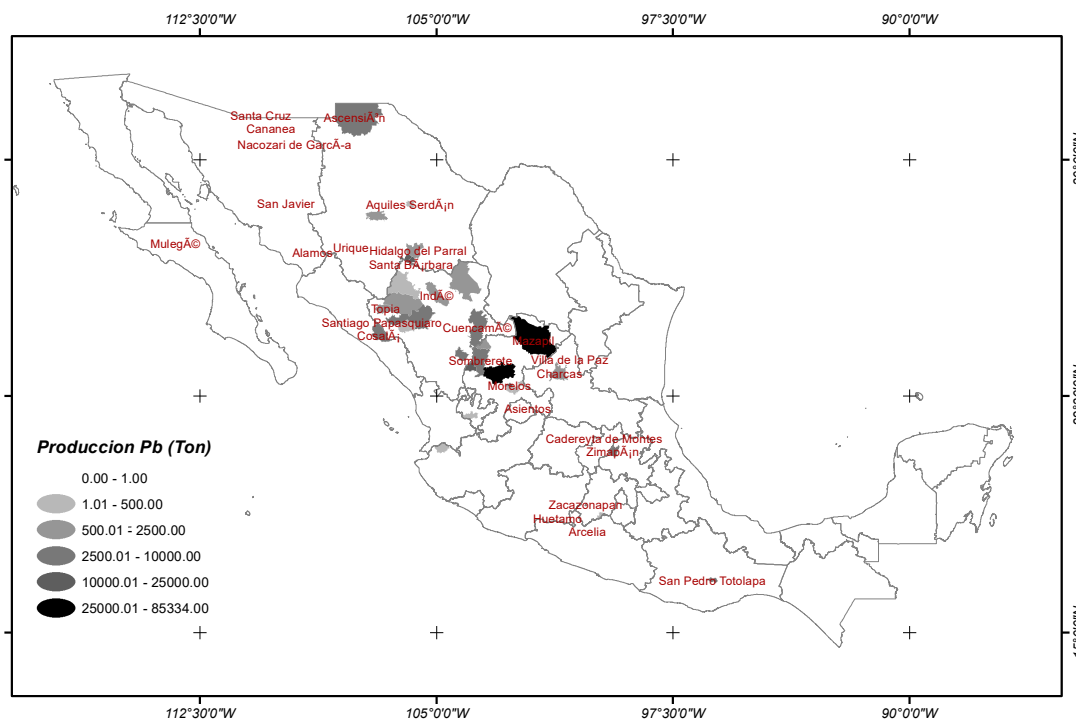 112°30'0"W 105°0'0"W 97°30'0"W 90°0'0"W
Santa Cruz
AscensiÃ³n
Cananea
Nacozari de GarcÃ­-a
San Javier
Aquiles SerdÃ¡n
MulegÃ©
Alamos
Urique
Hidalgo del Parral
Santa BÃ¡rbara
IndÃ©
Topia
Santiago Papasquiaro
CuencamÃ©
CosalÃ¡
Mazapil
Sombrerete
Villa de la Paz
Charcas
Morelos
Asientos
Cadereyta de Montes
ZimapÃ¡n
Zacazonapan
Huetamo
Arcelia
San Pedro Totolapa
Produccion Pb (Ton)
0.00 - 1.00
1.01 - 500.00
500.01 - 2500.00
2500.01 - 10000.00
10000.01 - 25000.00
25000.01 - 85334.00
112°30'0"W 105°0'0"W 97°30'0"W 90°0'0"W